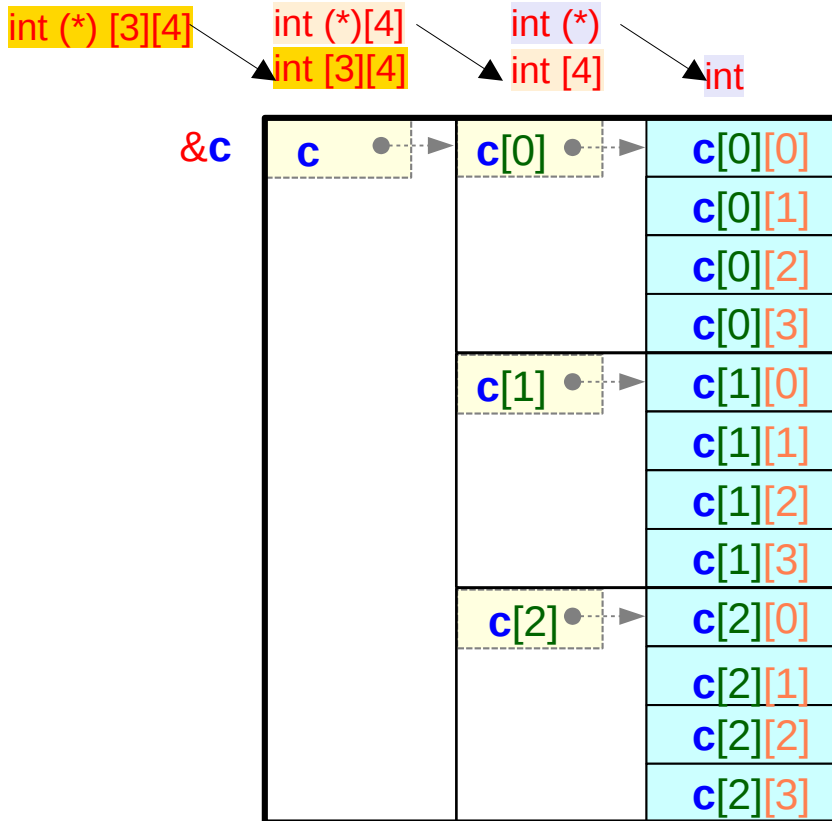 int (*) [3][4] int (*)[4] int (*)
int [3][4] int [4] int
&c c c[0] c[0][0]
c[0][1]
c[0][2]
c[0][3]
c[1] c[1][0]
c[1][1]
c[1][2]
c[1][3]
c[2] c[2][0]
c[2][1]
c[2][2]
c[2][3]